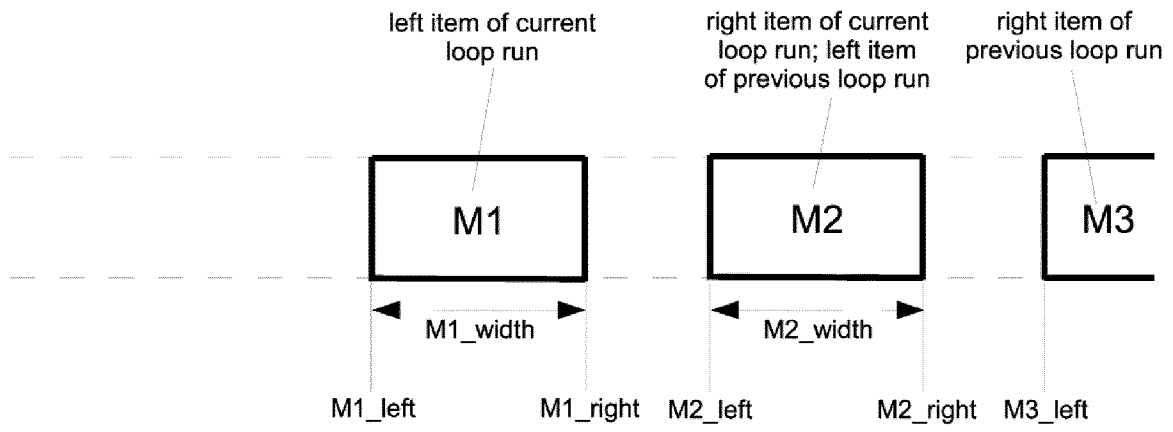 left item of current
loop run
right item of current
loop run; left item
of previous loop run
right item of
previous loop run
M1
M2
M3
M1_width
M2_width
M1_left
M1_right
M2_left
M2_right
M3_left